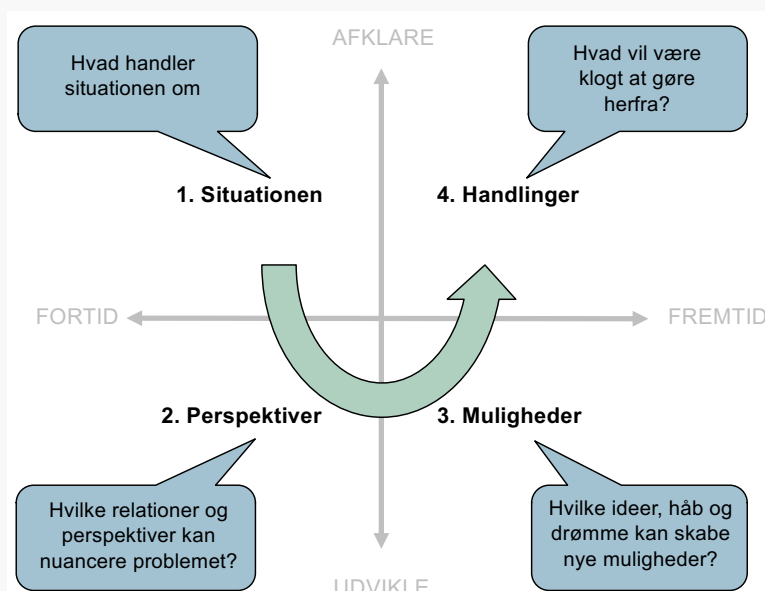 AFKLARE
Hvad handler
situationen om
Hvad vil være
klogt at gøre
herfra?
1. Situationen
4. Handlinger
FORTID
FREMTID
2. Perspektiver
3. Muligheder
Hvilke relationer og
perspektiver kan
nuancere problemet?
Hvilke ideer, håb og
drømme kan skabe
nye muligheder?
UDVIKLE